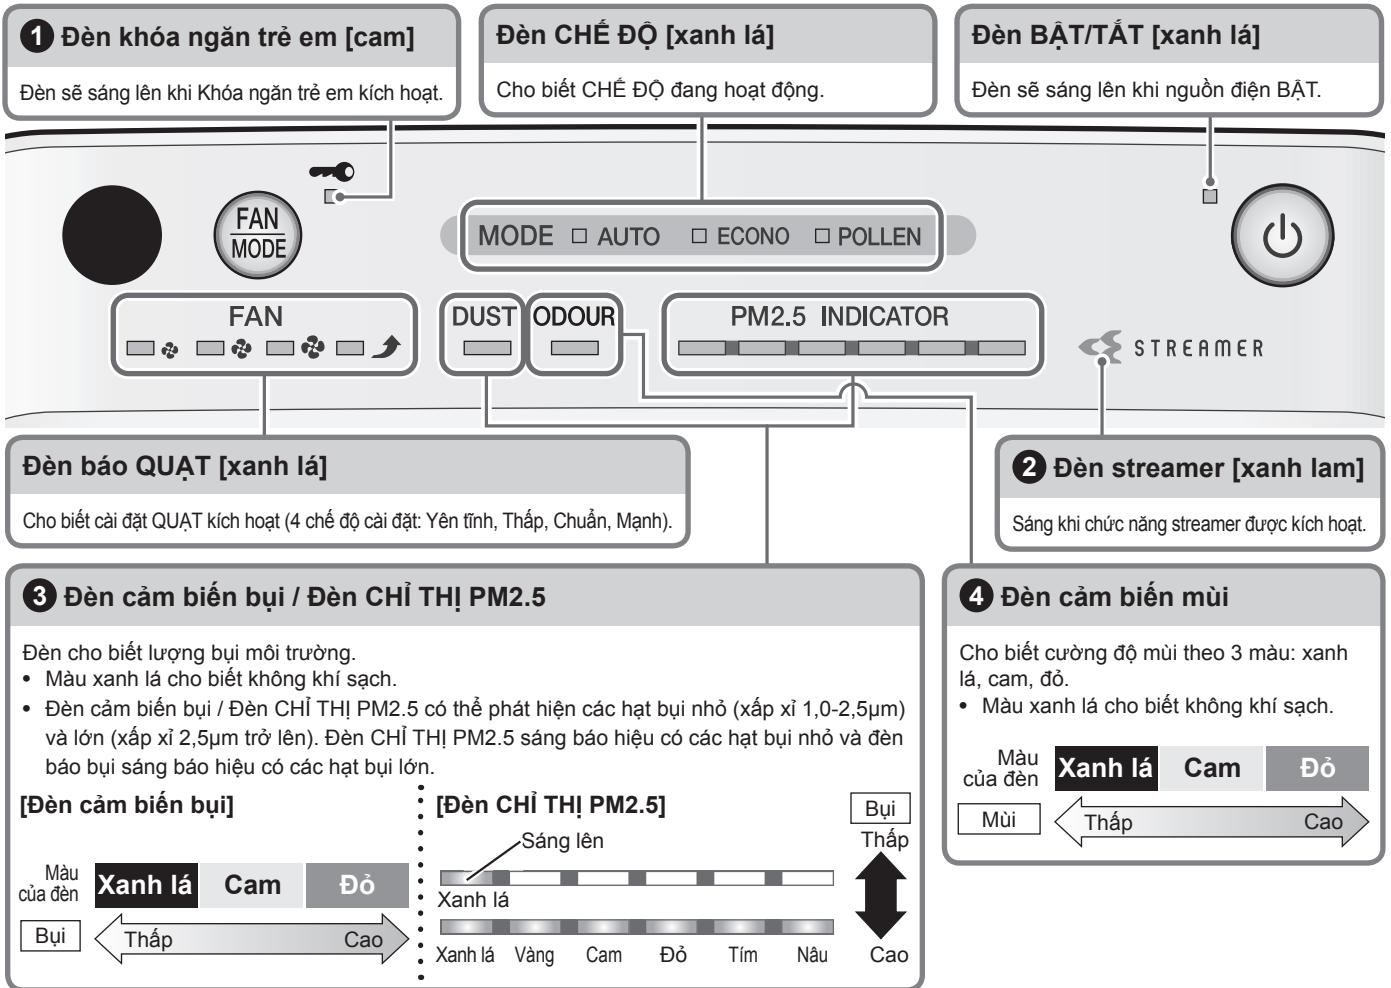 1 Đèn khóa ngăn trẻ em [cam]
Đèn sẽ sáng lên khi Khóa ngăn trẻ em kích hoạt.
Đèn CHẾ ĐỘ [xanh lá]
Cho biết CHẾ ĐỘ đang hoạt động.
Đèn BẬT/TẮT [xanh lá]
Đèn sẽ sáng lên khi nguồn điện BẬT.
FAN
MODE
MODE AUTO ECONO POLLEN
FAN
DUST
ODOUR
PM2.5 INDICATOR
STREAMER
Đèn báo QUẠT [xanh lá]
Cho biết cài đặt QUẠT kích hoạt (4 chế độ cài đặt: Yên tĩnh, Thấp, Chuẩn, Mạnh).
2 Đèn streamer [xanh lam]
Sáng khi chức năng streamer được kích hoạt.
3 Đèn cảm biến bụi / Đèn CHỈ THỊ PM2.5
Đèn cho biết lượng bụi môi trường.
• Màu xanh lá cho biết không khí sạch.
• Đèn cảm biến bụi / Đèn CHỈ THỊ PM2.5 có thể phát hiện các hạt bụi nhỏ (xấp xỉ 1,0-2,5µm)
và lớn (xấp xỉ 2,5µm trở lên). Đèn CHỈ THỊ PM2.5 sáng báo hiệu có các hạt bụi nhỏ và đèn
báo bụi sáng báo hiệu có các hạt bụi lớn.
[Đèn cảm biến bụi]
Màu
của đèn
Xanh lá Cam Đỏ
Bụi
Thấp Cao
[Đèn CHỈ THỊ PM2.5]
Sáng lên
Xanh lá
Xanh lá Vàng Cam Đỏ Tím Nâu
Bụi
Thấp
Cao
4 Đèn cảm biến mùi
Cho biết cường độ mùi theo 3 màu: xanh
lá, cam, đỏ.
• Màu xanh lá cho biết không khí sạch.
Màu
của đèn
Xanh lá Cam Đỏ
Mùi
Thấp Cao